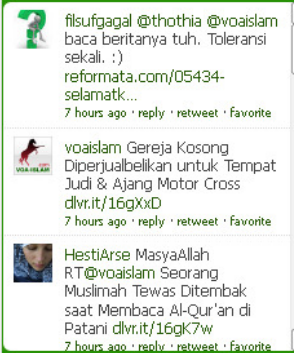 filsufgagal @thothia @voaislam
baca beritanya tuh. Toleransi
sekali. :)
reformata.com/05434-
selamatk...
7 hours ago · reply · retweet · favorite
voaislam Gereja Kosong
Diperjualbelikan untuk Tempat
Judi & Ajang Motor Cross
dlvr.it/16gXxD
7 hours ago · reply · retweet · favorite
VOA-ISLAM
.com
HestiArse MasyaAllah
RT@voaislam Seorang
Muslimah Tewas Ditembak
saat Membaca Al-Qur'an di
Patani dlvr.it/16gK7w
7 hours ago · reply · retweet · favorite